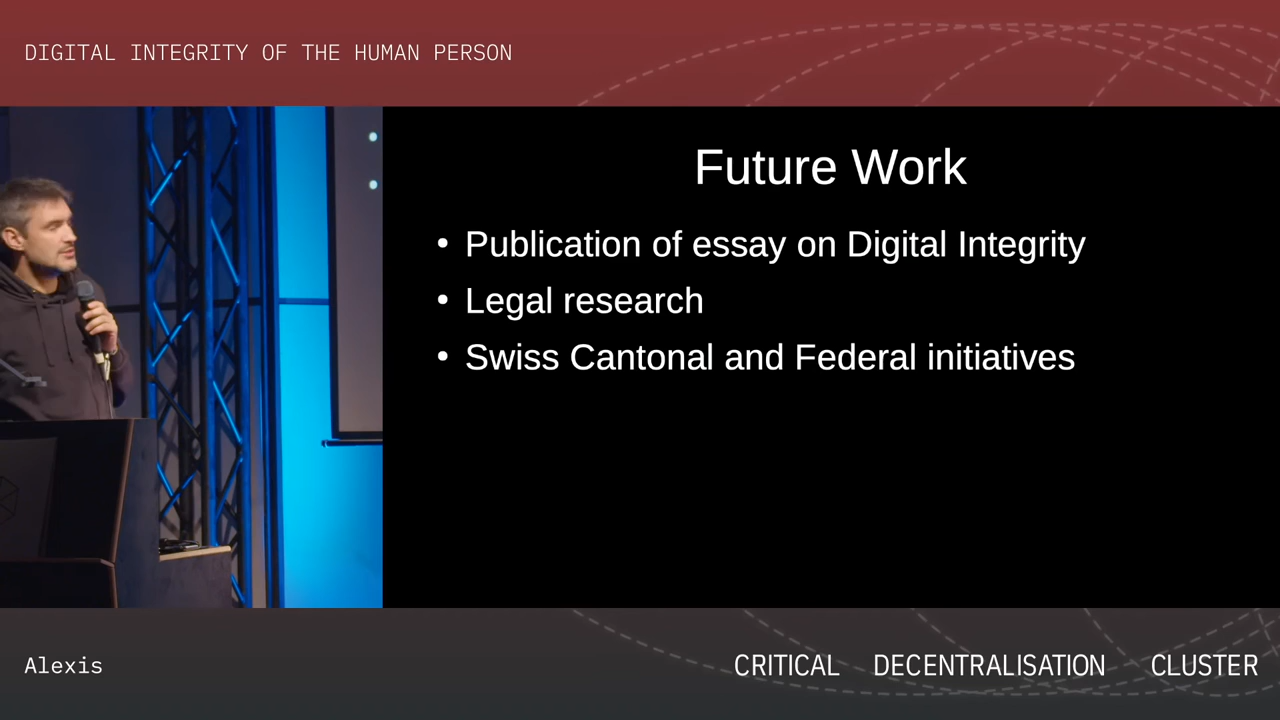 DIGITAL INTEGRITY OF THE HUMAN PERSON
Future Work
• Publication of essay on Digital Integrity
• Legal research
• Swiss Cantonal and Federal initiatives
Alexis
CRITICAL DECENTRALISATION CLUSTER